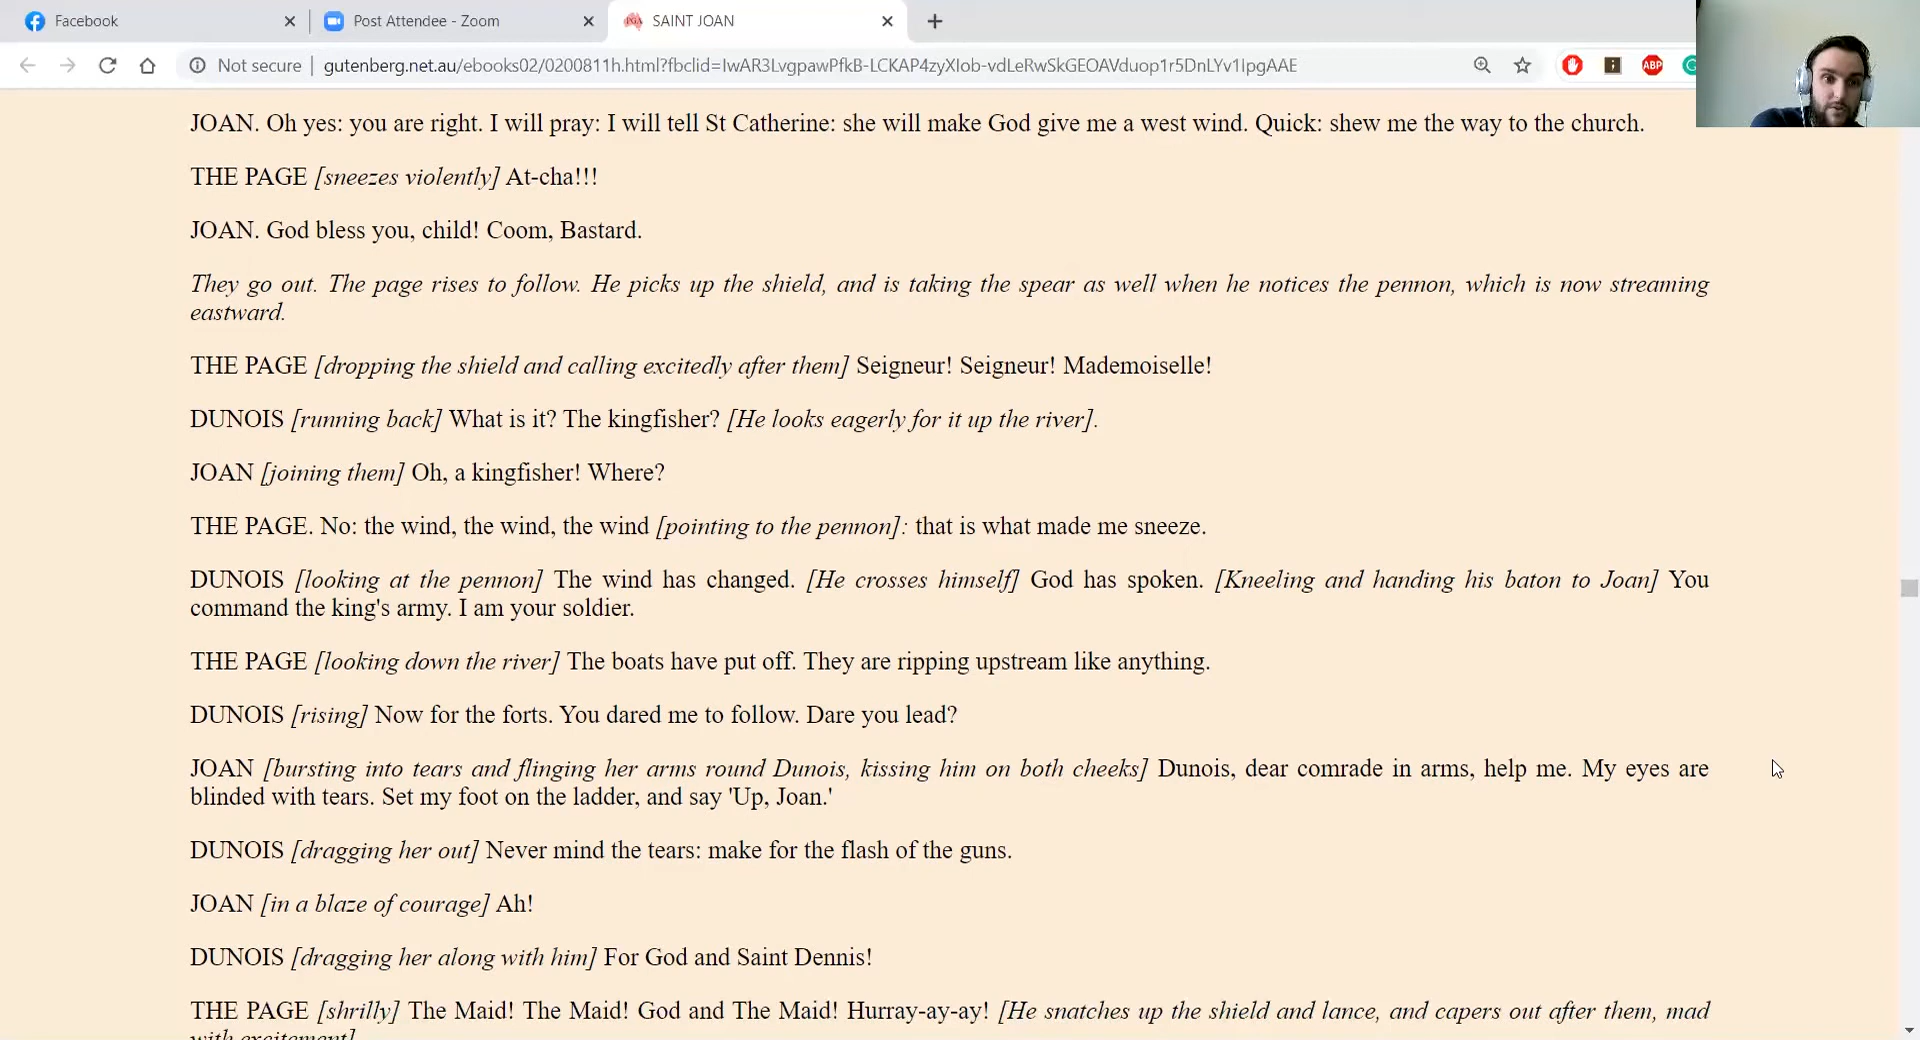 Facebook
Post Attendee - Zoom
SAINT JOAN
Not secure
gutenberg.net.au/ebooks02/0200811h.html?fbclid=IwAR3LvgpawPfkB-LCKAP4zyXIob-vdLeRwSkGEOAVduop1r5DnLYv1IpgAAE
ABP
JOAN. Oh yes: you are right. I will pray: I will tell St Catherine: she will make God give me a west wind. Quick: shew me the way to the church.
THE PAGE [sneezes violently] At-cha!!!
JOAN. God bless you, child! Coom, Bastard.
They go out. The page rises to follow. He picks up the shield, and is taking the spear as well when he notices the pennon, which is now streaming
eastward.
THE PAGE [dropping the shield and calling excitedly after them] Seigneur! Seigneur! Mademoiselle!
DUNOIS [running back] What is it? The kingfisher? [He looks eagerly for it up the river].
JOAN [joining them] Oh, a kingfisher! Where?
THE PAGE. No: the wind, the wind, the wind [pointing to the pennon]: that is what made me sneeze.
DUNOIS [looking at the pennon] The wind has changed. [He crosses himself] God has spoken. [Kneeling and handing his baton to Joan] You
command the king's army. I am your soldier.
THE PAGE [looking down the river] The boats have put off. They are ripping upstream like anything.
DUNOIS [rising] Now for the forts. You dared me to follow. Dare you lead?
JOAN [bursting into tears and flinging her arms round Dunois, kissing him on both cheeks] Dunois, dear comrade in arms, help me. My eyes are
blinded with tears. Set my foot on the ladder, and say 'Up, Joan.'
DUNOIS [dragging her out] Never mind the tears: make for the flash of the guns.
JOAN [in a blaze of courage] Ah!
DUNOIS [dragging her along with him] For God and Saint Dennis!
THE PAGE [shrilly] The Maid! The Maid! God and The Maid! Hurray-ay-ay! [He snatches up the shield and lance, and capers out after them, mad
with excitement].